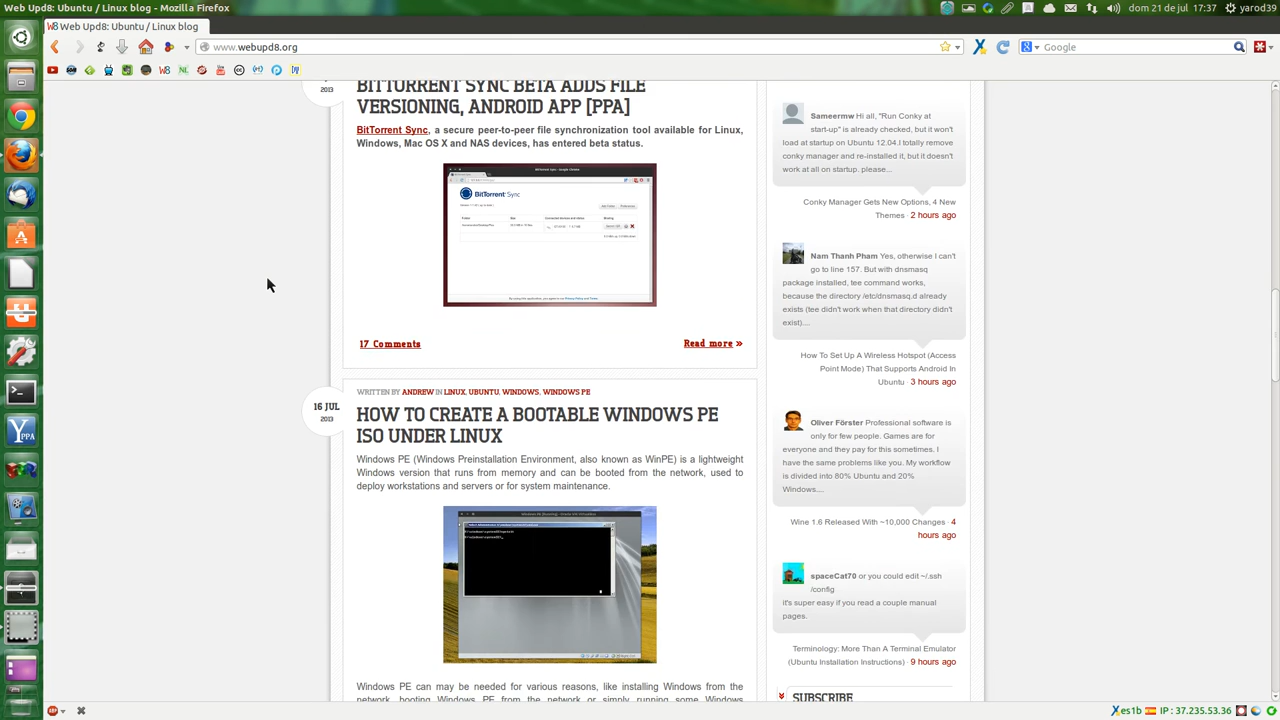 Web Upd8: Ubuntu / Linux blog - Mozilla Firefox
dom 21 de jul 17:37
yarod39
Web Upd8: Ubuntu / Linux blog
www.webupd8.org
Google
2013
BITTORRENT SYNC BETA ADDS FILE
VERSIONING, ANDROID APP [PPA]
BitTorrent Sync, a secure peer-to-peer file synchronization tool available for Linux,
Windows, Mac OS X and NAS devices, has entered beta status.
BitTorrent Sync
17 Comments
Read more »
WRITTEN BY ANDREW IN LINUX, UBUNTU, WINDOWS, WINDOWS PE
16 JUL
2013
HOW TO CREATE A BOOTABLE WINDOWS PE
ISO UNDER LINUX
Windows PE (Windows Preinstallation Environment, also known as WinPE) is a lightweight
Windows version that runs from memory and can be booted from the network, used to
deploy workstations and servers or for system maintenance.
Windows PE can may be needed for various reasons, like installing Windows from the
network, booting Windows PE from the network or simply running some Windows
Sameermw Hi all, "Run Conky at
start-up" is already checked, but it won't
load at startup on Ubuntu 12.04.I totally remove
conky manager and re-installed it, but it doesn't
work at all on startup. please...
Conky Manager Gets New Options, 4 New
Themes · 2 hours ago
Nam Thanh Pham Yes, otherwise I can't
go to line 157. But with dnsmasq
package installed, tee command works,
because the directory /etc/dnsmasq.d already
exists (tee didn't work when that directory didn't
exist)....
How To Set Up A Wireless Hotspot (Access
Point Mode) That Supports Android In
Ubuntu · 3 hours ago
Oliver Förster Professional software is
only for few people. Games are for
everyone and they pay for this sometimes. I
have the same problems like you. My workflow
is divided into 80% Ubuntu and 20%
Windows....
Wine 1.6 Released With ~10,000 Changes · 4
hours ago
spaceCat70 or you could edit ~/.ssh
/config
it's super easy if you read a couple manual
pages.
Terminology: More Than A Terminal Emulator
(Ubuntu Installation Instructions) · 9 hours ago
SUBSCRIBE
es1b
IP : 37.235.53.36